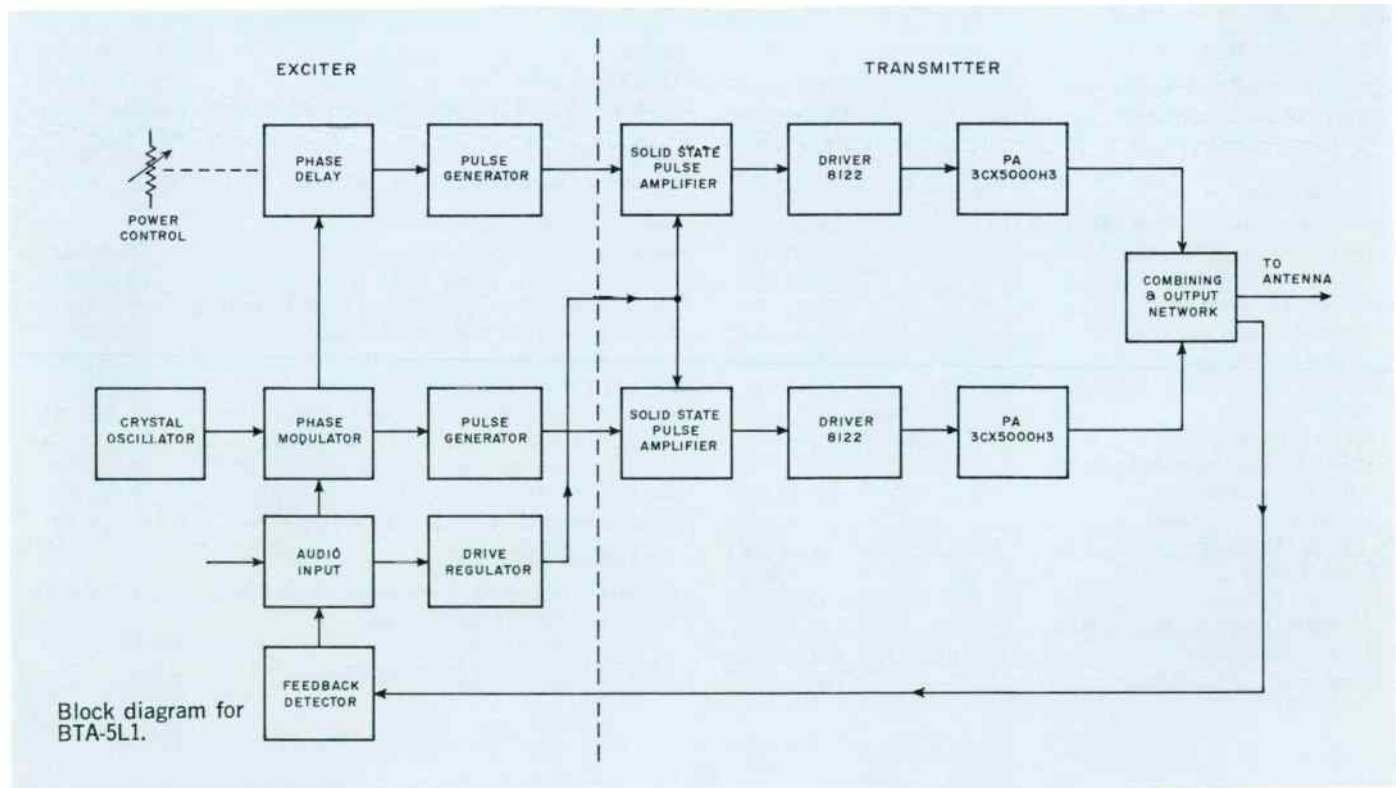 EXCITER
TRANSMITTER
POWER
CONTROL
PHASE
DELAY
PULSE
GENERATOR
SOLID STATE
PULSE
AMPLIFIER
DRIVER
8122
PA
3CX5000H3
COMBINING
& OUTPUT
NETWORK
TO
ANTENNA
CRYSTAL
OSCILLATOR
PHASE
MODULATOR
PULSE
GENERATOR
SOLID STATE
PULSE
AMPLIFIER
DRIVER
8122
PA
3CX5000H3
AUDIO
INPUT
DRIVE
REGULATOR
FEEDBACK
DETECTOR
Block diagram for
BTA-5L1.